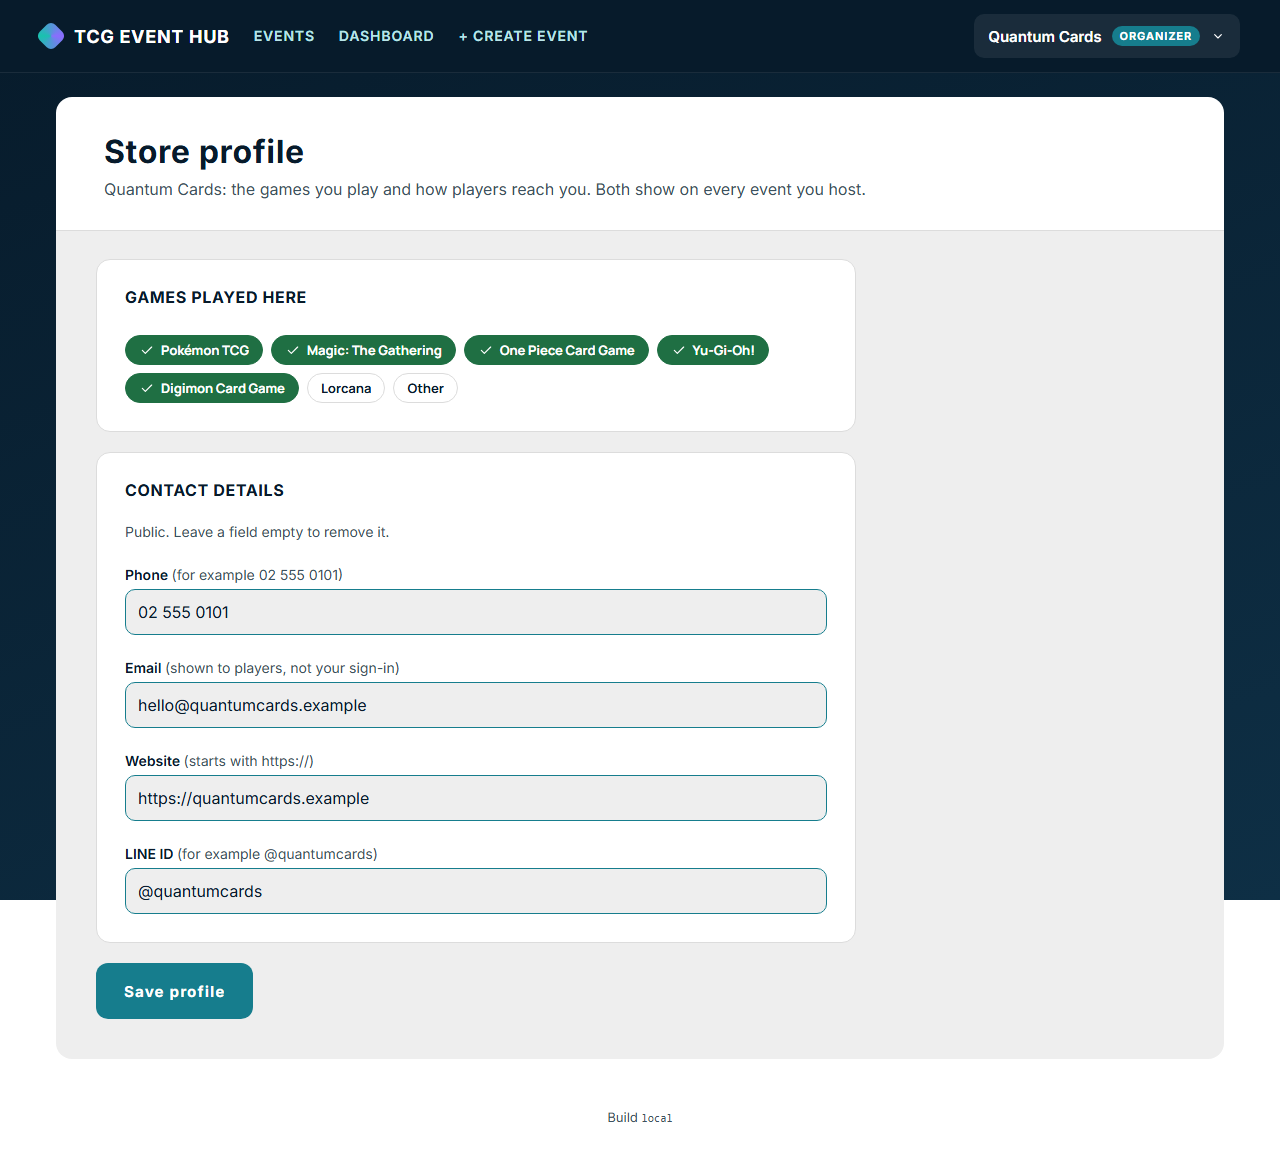 TCG EVENT HUB
EVENTS
DASHBOARD
+ CREATE EVENT
Quantum Cards
ORGANIZER
Store profile
Quantum Cards: the games you play and how players reach you. Both show on every event you host.
GAMES PLAYED HERE
Pokémon TCG
Magic: The Gathering
One Piece Card Game
Yu-Gi-Oh!
Digimon Card Game
Lorcana
Other
CONTACT DETAILS
Public. Leave a field empty to remove it.
Phone (for example 02 555 0101)
02 555 0101
Email (shown to players, not your sign-in)
hello@quantumcards.example
Website (starts with https://)
https://quantumcards.example
LINE ID (for example @quantumcards)
@quantumcards
Save profile
Build local